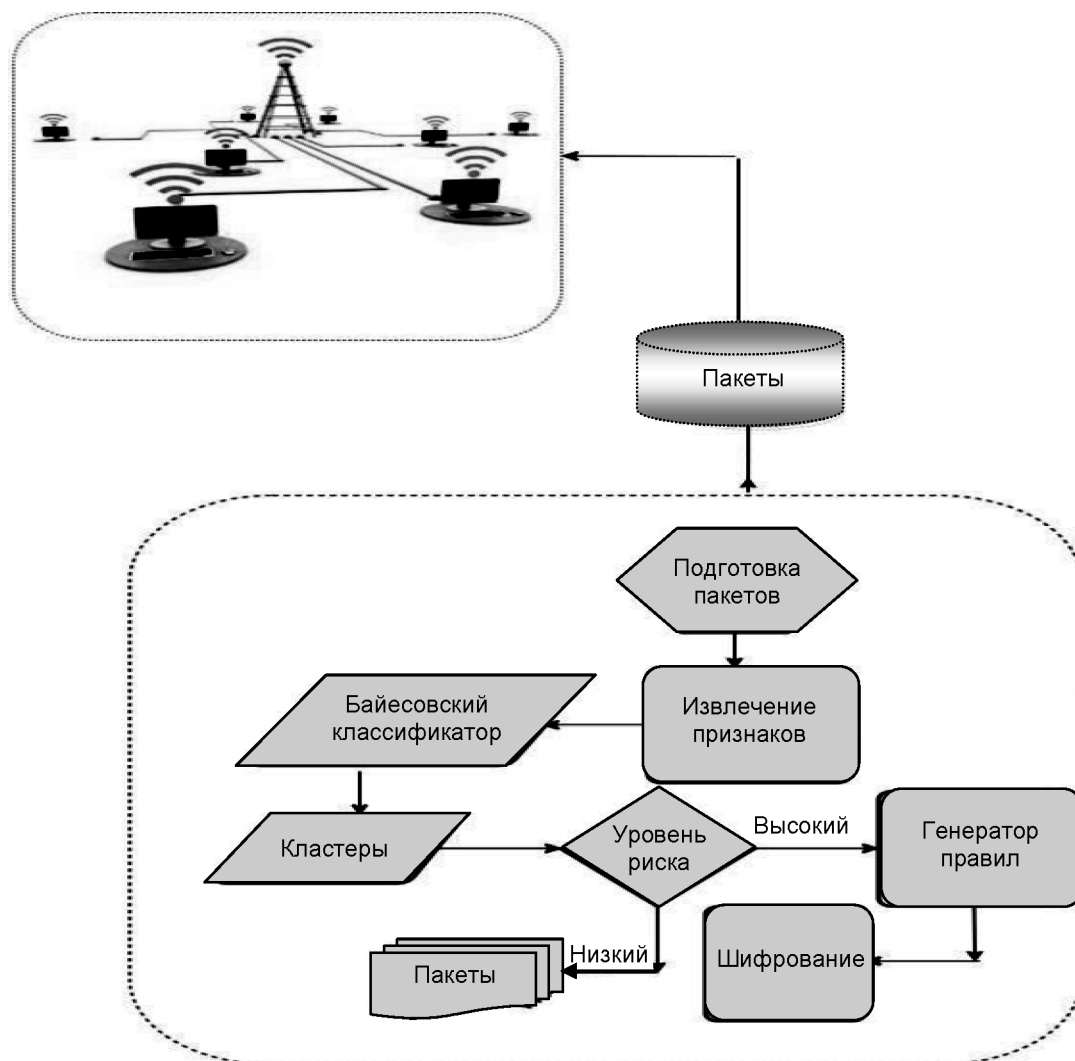 Пакеты
Подготовка
пакетов
Извлечение
признаков
Байесовский
классификатор
Кластеры
Уровень
риска
Высокий
Генератор
правил
Низкий
Пакеты
Шифрование